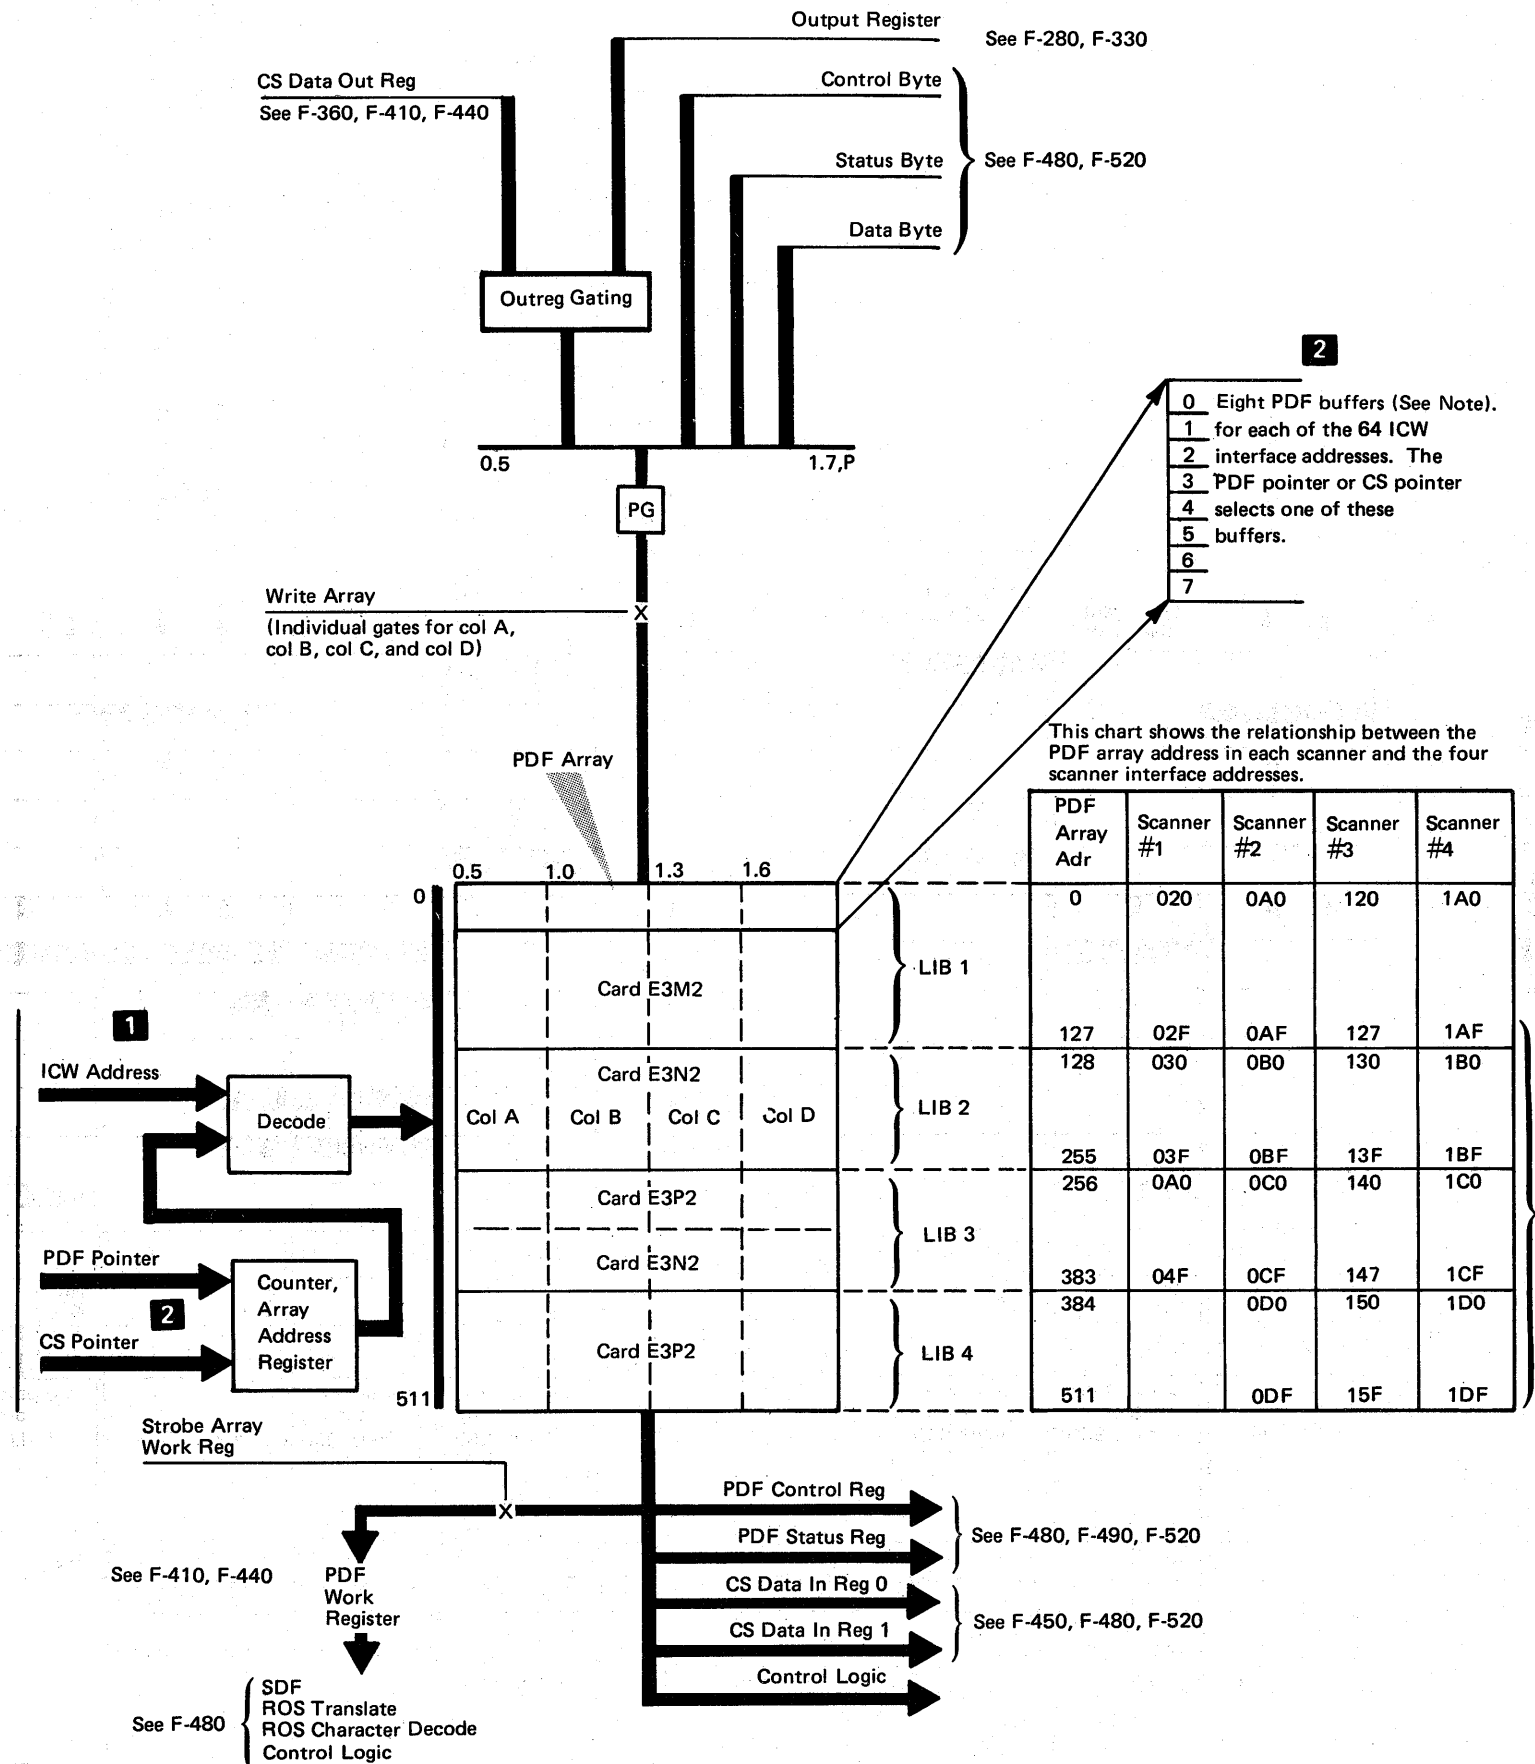 Output Register
See F-280, F-330
CS Data Out Reg
See F-360, F-410, F-440
Control Byte
Status Byte
See F-480, F-520
Data Byte
Outreg Gating
0.5
1.7,P
PG
2
0 Eight PDF buffers (See Note).
1 for each of the 64 ICW
2 interface addresses. The
3 PDF pointer or CS pointer
4 selects one of these
5 buffers.
6
7
Write Array
X
(Individual gates for col A,
col B, col C, and col D)
PDF Array
This chart shows the relationship between the
PDF array address in each scanner and the four
scanner interface addresses.
PDF Array Adr
Scanner #1
Scanner #2
Scanner #3
Scanner #4
0 020 0A0 120 1A0
127 02F 0AF 127 1AF
128 030 0B0 130 1B0
255 03F 0BF 13F 1BF
256 0A0 0C0 140 1C0
383 04F 0CF 147 1CF
384 0D0 150 1D0
511 0DF 15F 1DF
0.5
1.0
1.3
1.6
0
Card E3M2
LIB 1
Card E3N2
Col A
Col B
Col C
Col D
LIB 2
Card E3P2
Card E3N2
LIB 3
Card E3P2
LIB 4
511
1
ICW Address
Decode
PDF Pointer
2
CS Pointer
Counter,
Array
Address
Register
Strobe Array
Work Reg
X
PDF Control Reg
PDF Status Reg
See F-480, F-490, F-520
CS Data In Reg 0
CS Data In Reg 1
See F-450, F-480, F-520
Control Logic
See F-410, F-440
PDF
Work
Register
See F-480
SDF
ROS Translate
ROS Character Decode
Control Logic